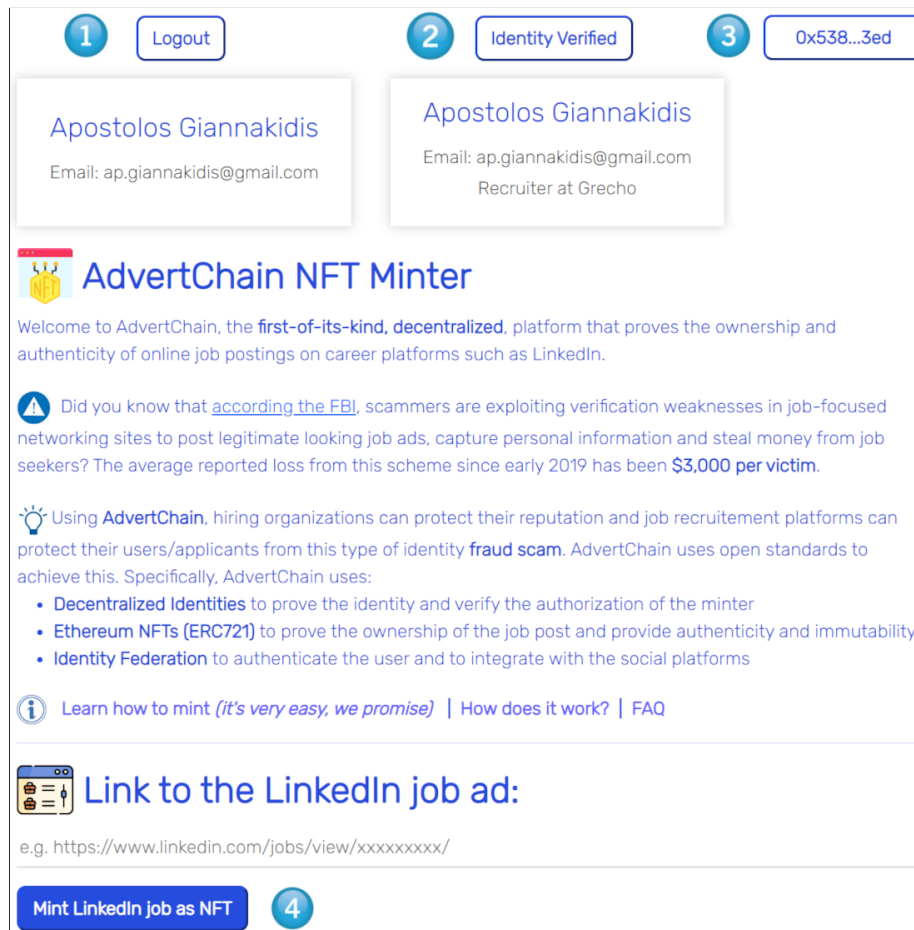 1 Logout 2 Identity Verified 3 0x538...3ed
Apostolos Giannakidis
Email: ap.giannakidis@gmail.com
Apostolos Giannakidis
Email: ap.giannakidis@gmail.com
Recruiter at Grecho
NFT AdvertChain NFT Minter
Welcome to AdvertChain, the first-of-its-kind, decentralized, platform that proves the ownership and
authenticity of online job postings on career platforms such as LinkedIn.
Did you know that according the FBI, scammers are exploiting verification weaknesses in job-focused
networking sites to post legitimate looking job ads, capture personal information and steal money from job
seekers? The average reported loss from this scheme since early 2019 has been $3,000 per victim.
Using AdvertChain, hiring organizations can protect their reputation and job recruitement platforms can
protect their users/applicants from this type of identity fraud scam. AdvertChain uses open standards to
achieve this. Specifically, AdvertChain uses:
• Decentralized Identities to prove the identity and verify the authorization of the minter
• Ethereum NFTs (ERC721) to prove the ownership of the job post and provide authenticity and immutability
• Identity Federation to authenticate the user and to integrate with the social platforms
Learn how to mint (it's very easy, we promise) | How does it work? | FAQ
Link to the LinkedIn job ad:
e.g. https://www.linkedin.com/jobs/view/xxxxxxxxx/
Mint LinkedIn job as NFT 4